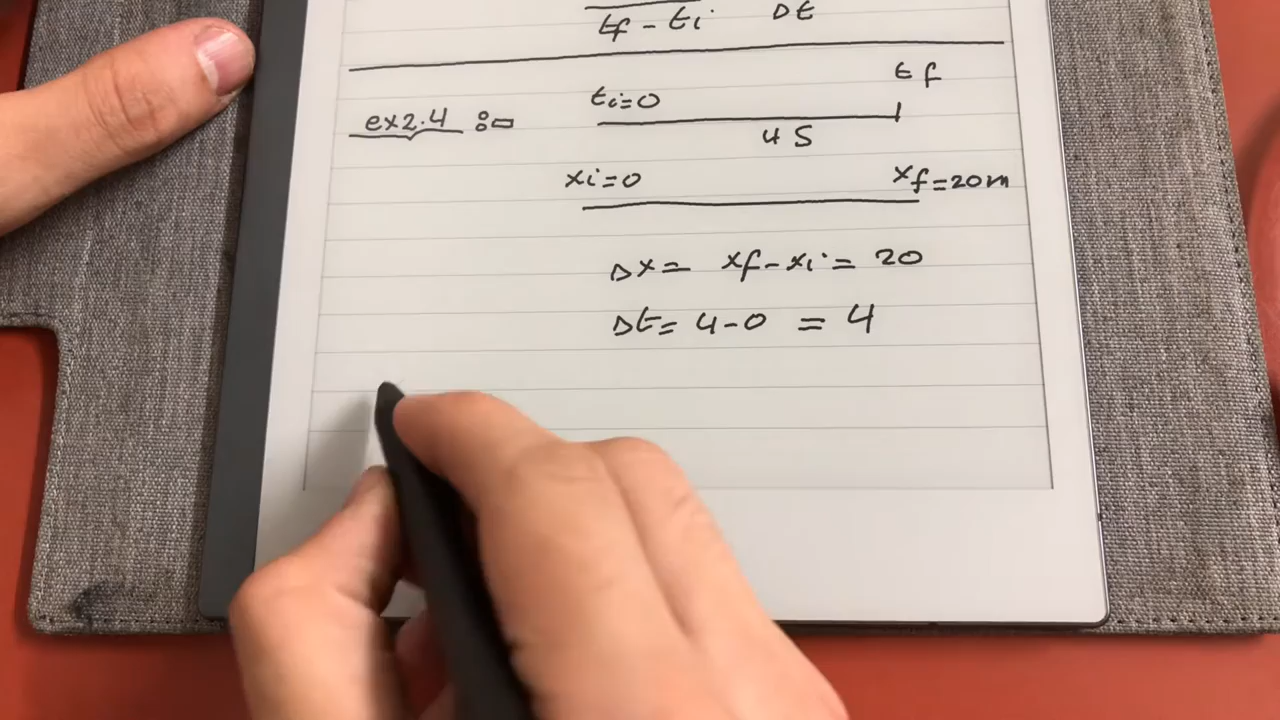 tf - ti Δt
tf
ti=0
ex2.4 :-
4 S
xi=0 xf=20m
Δx= xf-xi= 20
Δt= 4-0 = 4